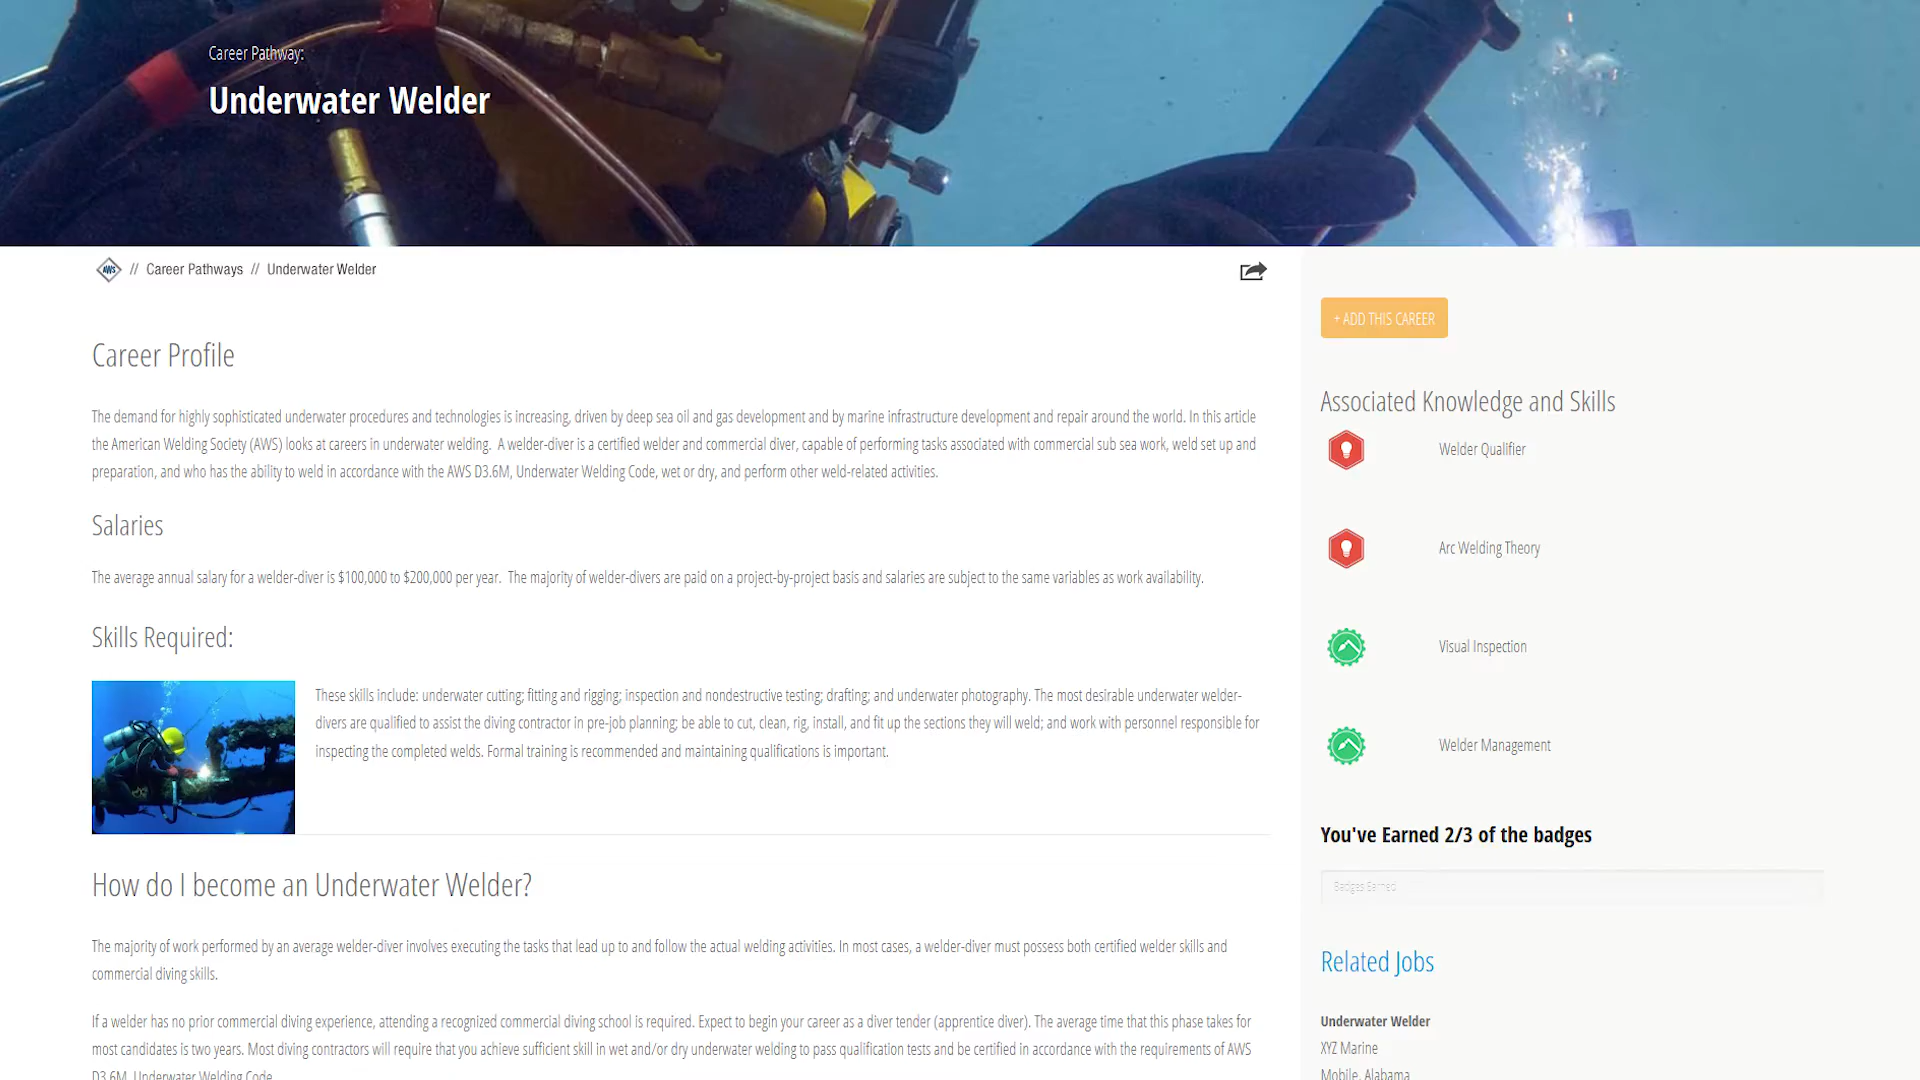 Career Pathway:
Underwater Welder
AWS // Career Pathways // Underwater Welder
Career Profile
The demand for highly sophisticated underwater procedures and technologies is increasing, driven by deep sea oil and gas development and by marine infrastructure development and repair around the world. In this article
the American Welding Society (AWS) looks at careers in underwater welding. A welder-diver is a certified welder and commercial diver, capable of performing tasks associated with commercial sub sea work, weld set up and
preparation, and who has the ability to weld in accordance with the AWS D3.6M, Underwater Welding Code, wet or dry, and perform other weld-related activities.
Salaries
The average annual salary for a welder-diver is $100,000 to $200,000 per year. The majority of welder-divers are paid on a project-by-project basis and salaries are subject to the same variables as work availability.
Skills Required:
These skills include: underwater cutting; fitting and rigging; inspection and nondestructive testing; drafting; and underwater photography. The most desirable underwater welder-
divers are qualified to assist the diving contractor in pre-job planning; be able to cut, clean, rig, install, and fit up the sections they will weld; and work with personnel responsible for
inspecting the completed welds. Formal training is recommended and maintaining qualifications is important.
How do I become an Underwater Welder?
The majority of work performed by an average welder-diver involves executing the tasks that lead up to and follow the actual welding activities. In most cases, a welder-diver must possess both certified welder skills and
commercial diving skills.
If a welder has no prior commercial diving experience, attending a recognized commercial diving school is required. Expect to begin your career as a diver tender (apprentice diver). The average time that this phase takes for
most candidates is two years. Most diving contractors will require that you achieve sufficient skill in wet and/or dry underwater welding to pass qualification tests and be certified in accordance with the requirements of AWS
D3.6M, Underwater Welding Code.
+ ADD THIS CAREER
Associated Knowledge and Skills
Welder Qualifier
Arc Welding Theory
Visual Inspection
Welder Management
You've Earned 2/3 of the badges
Badges Earned
Related Jobs
Underwater Welder
XYZ Marine
Mobile, Alabama